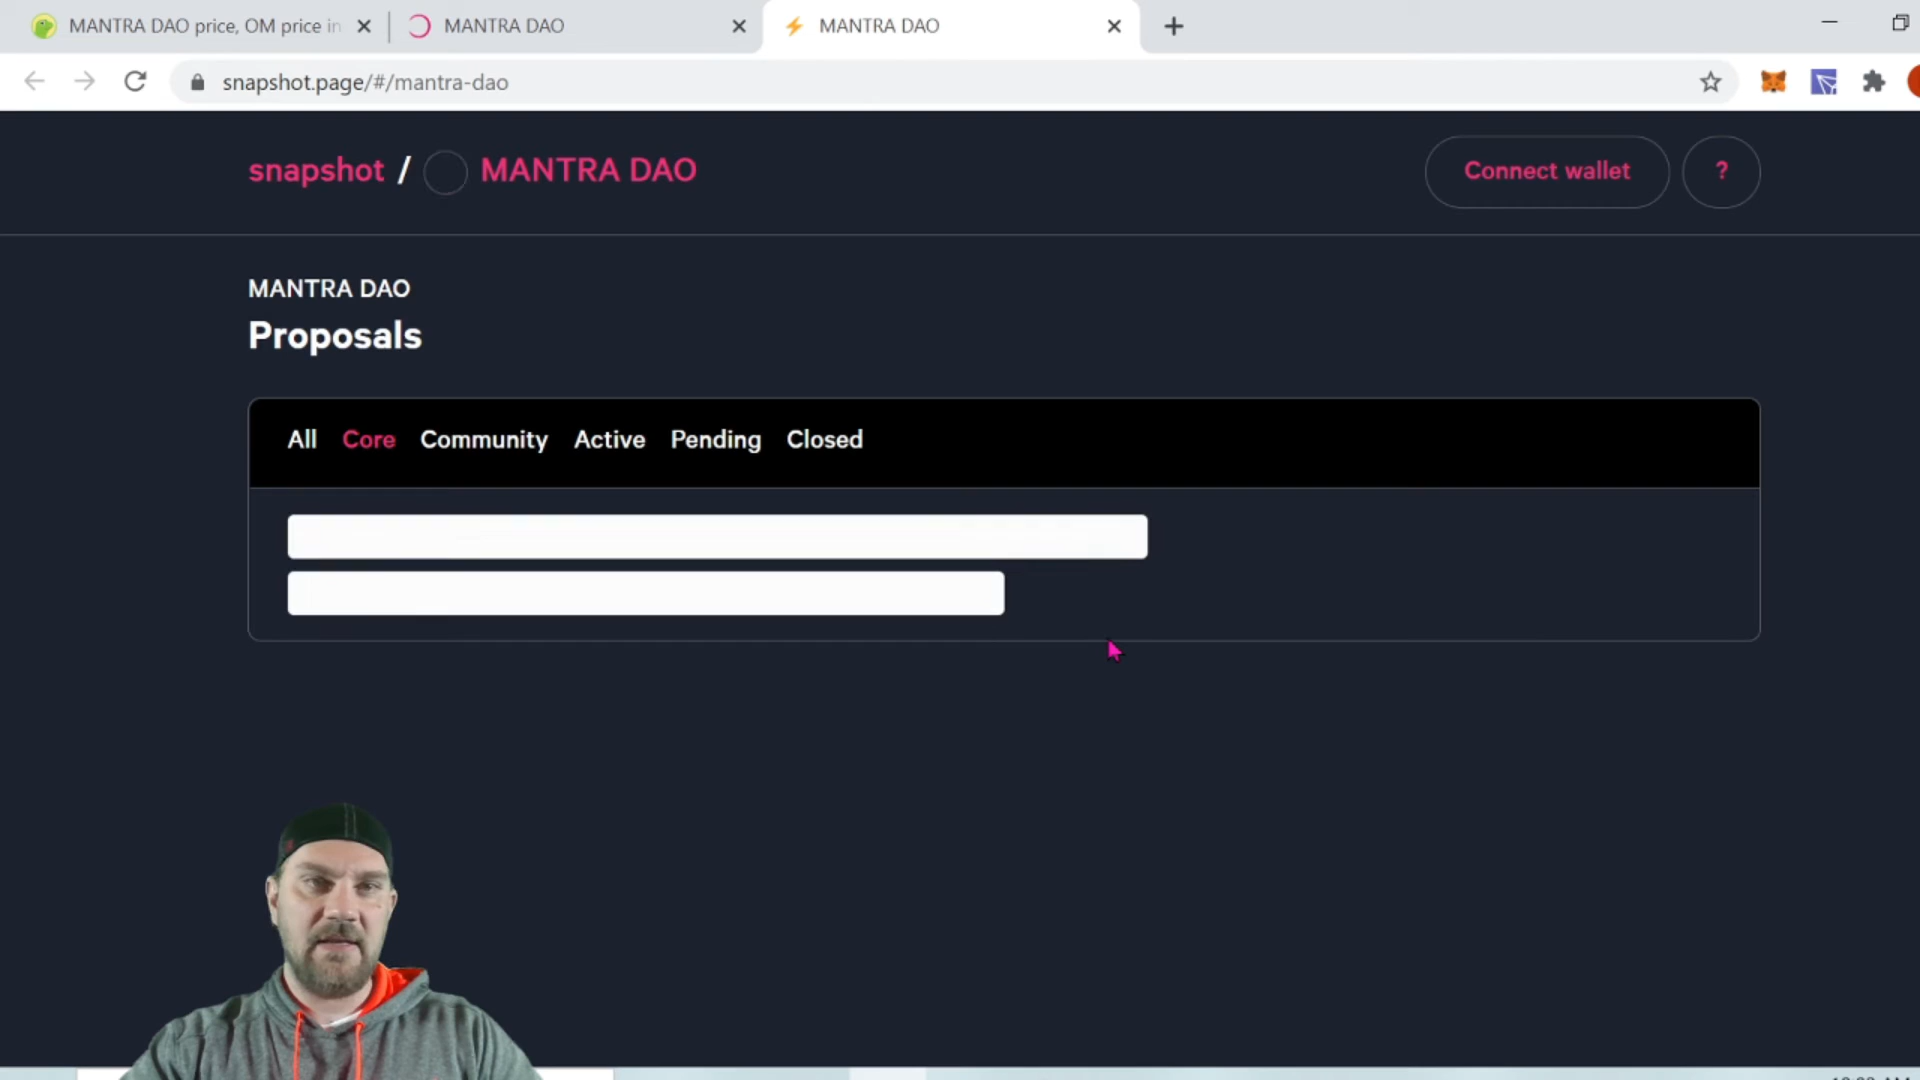 MANTRA DAO price, OM price in
MANTRA DAO
MANTRA DAO
snapshot.page/#/mantra-dao
snapshot / MANTRA DAO
Connect wallet
?
MANTRA DAO
Proposals
All Core Community Active Pending Closed